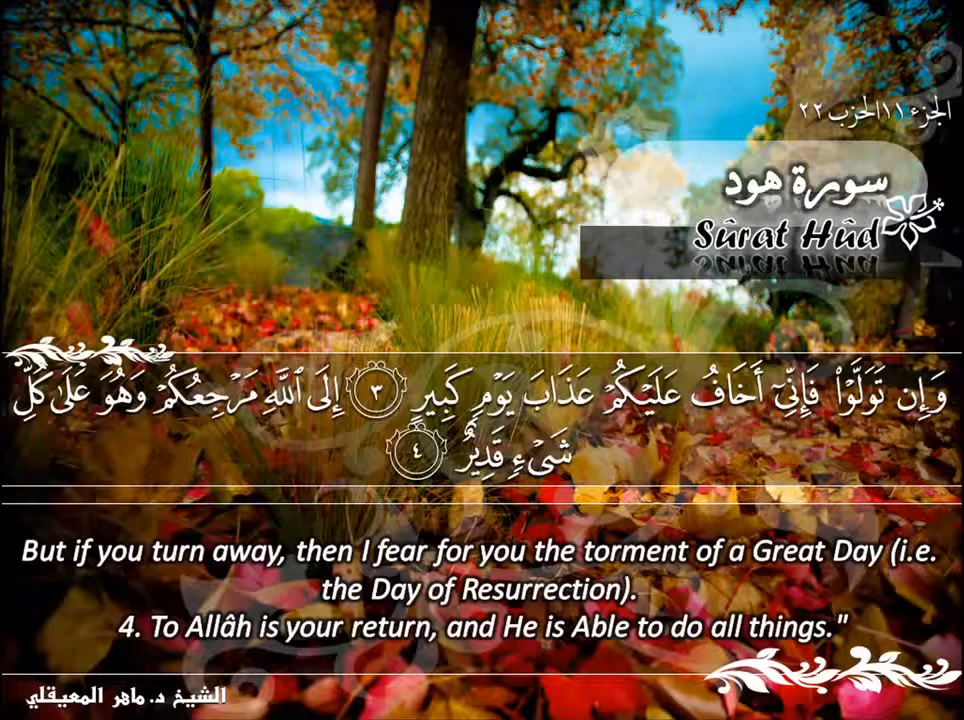 الجزء ١١ الحزب ٢٢
سورة هود
Sûrat Hûd
وَإِن تَوَلَّوْا۟ فَإِنِّىٓ أَخَافُ عَلَيْكُمْ عَذَابَ يَوْمٍ كَبِيرٍ ٣ إِلَى ٱللَّهِ مَرْجِعُكُمْ وَهُوَ عَلَىٰ كُلِّ
شَىْءٍ قَدِيرٌ ٤
But if you turn away, then I fear for you the torment of a Great Day (i.e.
the Day of Resurrection).
4. To Allâh is your return, and He is Able to do all things."
الشيخ د. ماهر المعيقلي